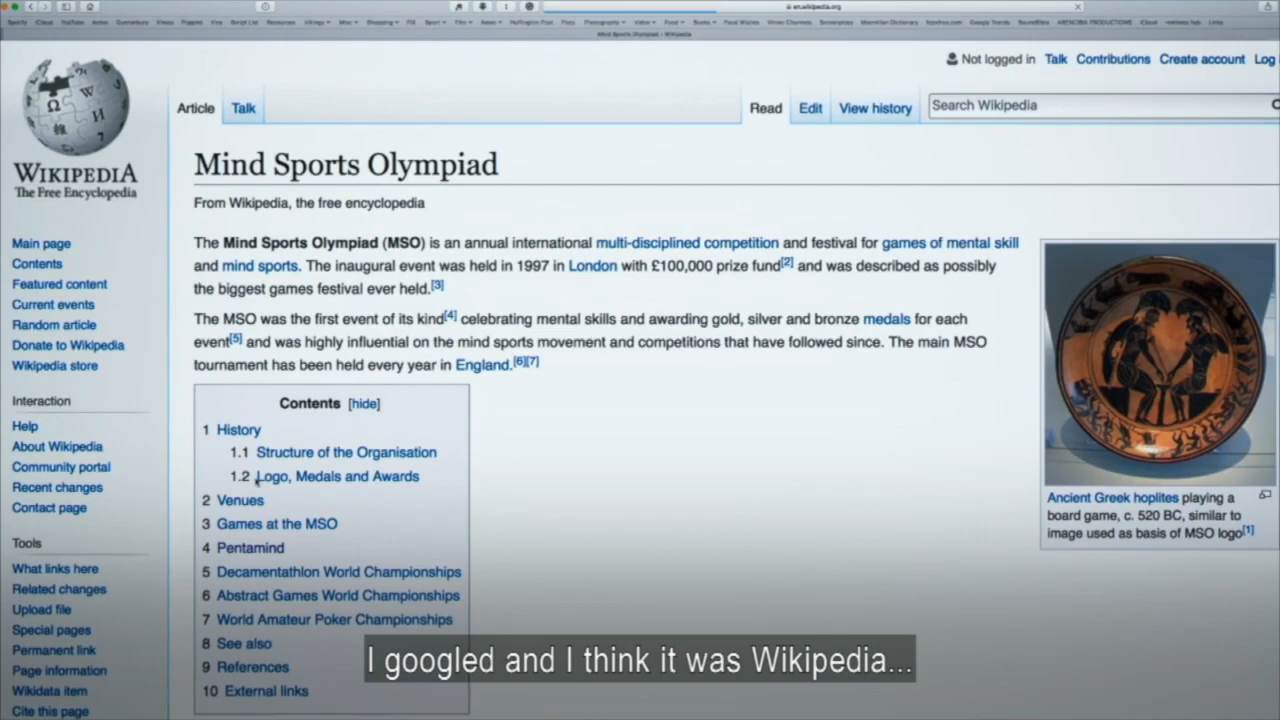 en.wikipedia.org
Mind Sports Olympiad - Wikipedia
Not logged in Talk Contributions Create account Log
Article Talk Read Edit View history Search Wikipedia
WIKIPEDIA
The Free Encyclopedia
Mind Sports Olympiad
From Wikipedia, the free encyclopedia
The Mind Sports Olympiad (MSO) is an annual international multi-disciplined competition and festival for games of mental skill
and mind sports. The inaugural event was held in 1997 in London with £100,000 prize fund[2] and was described as possibly
the biggest games festival ever held.[3]
The MSO was the first event of its kind[4] celebrating mental skills and awarding gold, silver and bronze medals for each
event[5] and was highly influential on the mind sports movement and competitions that have followed since. The main MSO
tournament has been held every year in England.[6][7]
Main page
Contents
Featured content
Current events
Random article
Donate to Wikipedia
Wikipedia store
Interaction
Help
About Wikipedia
Community portal
Recent changes
Contact page
Tools
What links here
Related changes
Upload file
Special pages
Permanent link
Page information
Wikidata item
Cite this page
Contents [hide]
1 History
1.1 Structure of the Organisation
1.2 Logo, Medals and Awards
2 Venues
3 Games at the MSO
4 Pentamind
5 Decamentathlon World Championships
6 Abstract Games World Championships
7 World Amateur Poker Championships
8 See also
9 References
10 External links
Ancient Greek hoplites playing a
board game, c. 520 BC, similar to
image used as basis of MSO logo[1]
I googled and I think it was Wikipedia...